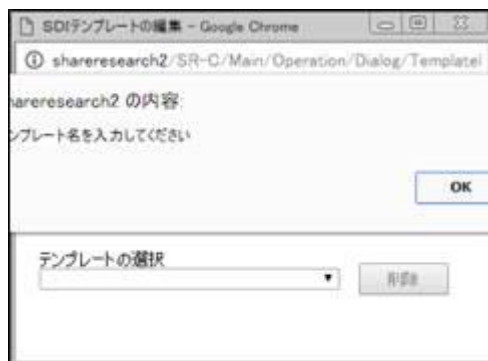 SDIテンプレートの編集 - Google Chrome
shareresearch2/SR-C/Main/Operation/Dialog/Templatel
hareresearch2 の内容:
ンプレート名を入力してください
OK
テンプレートの選択
削除